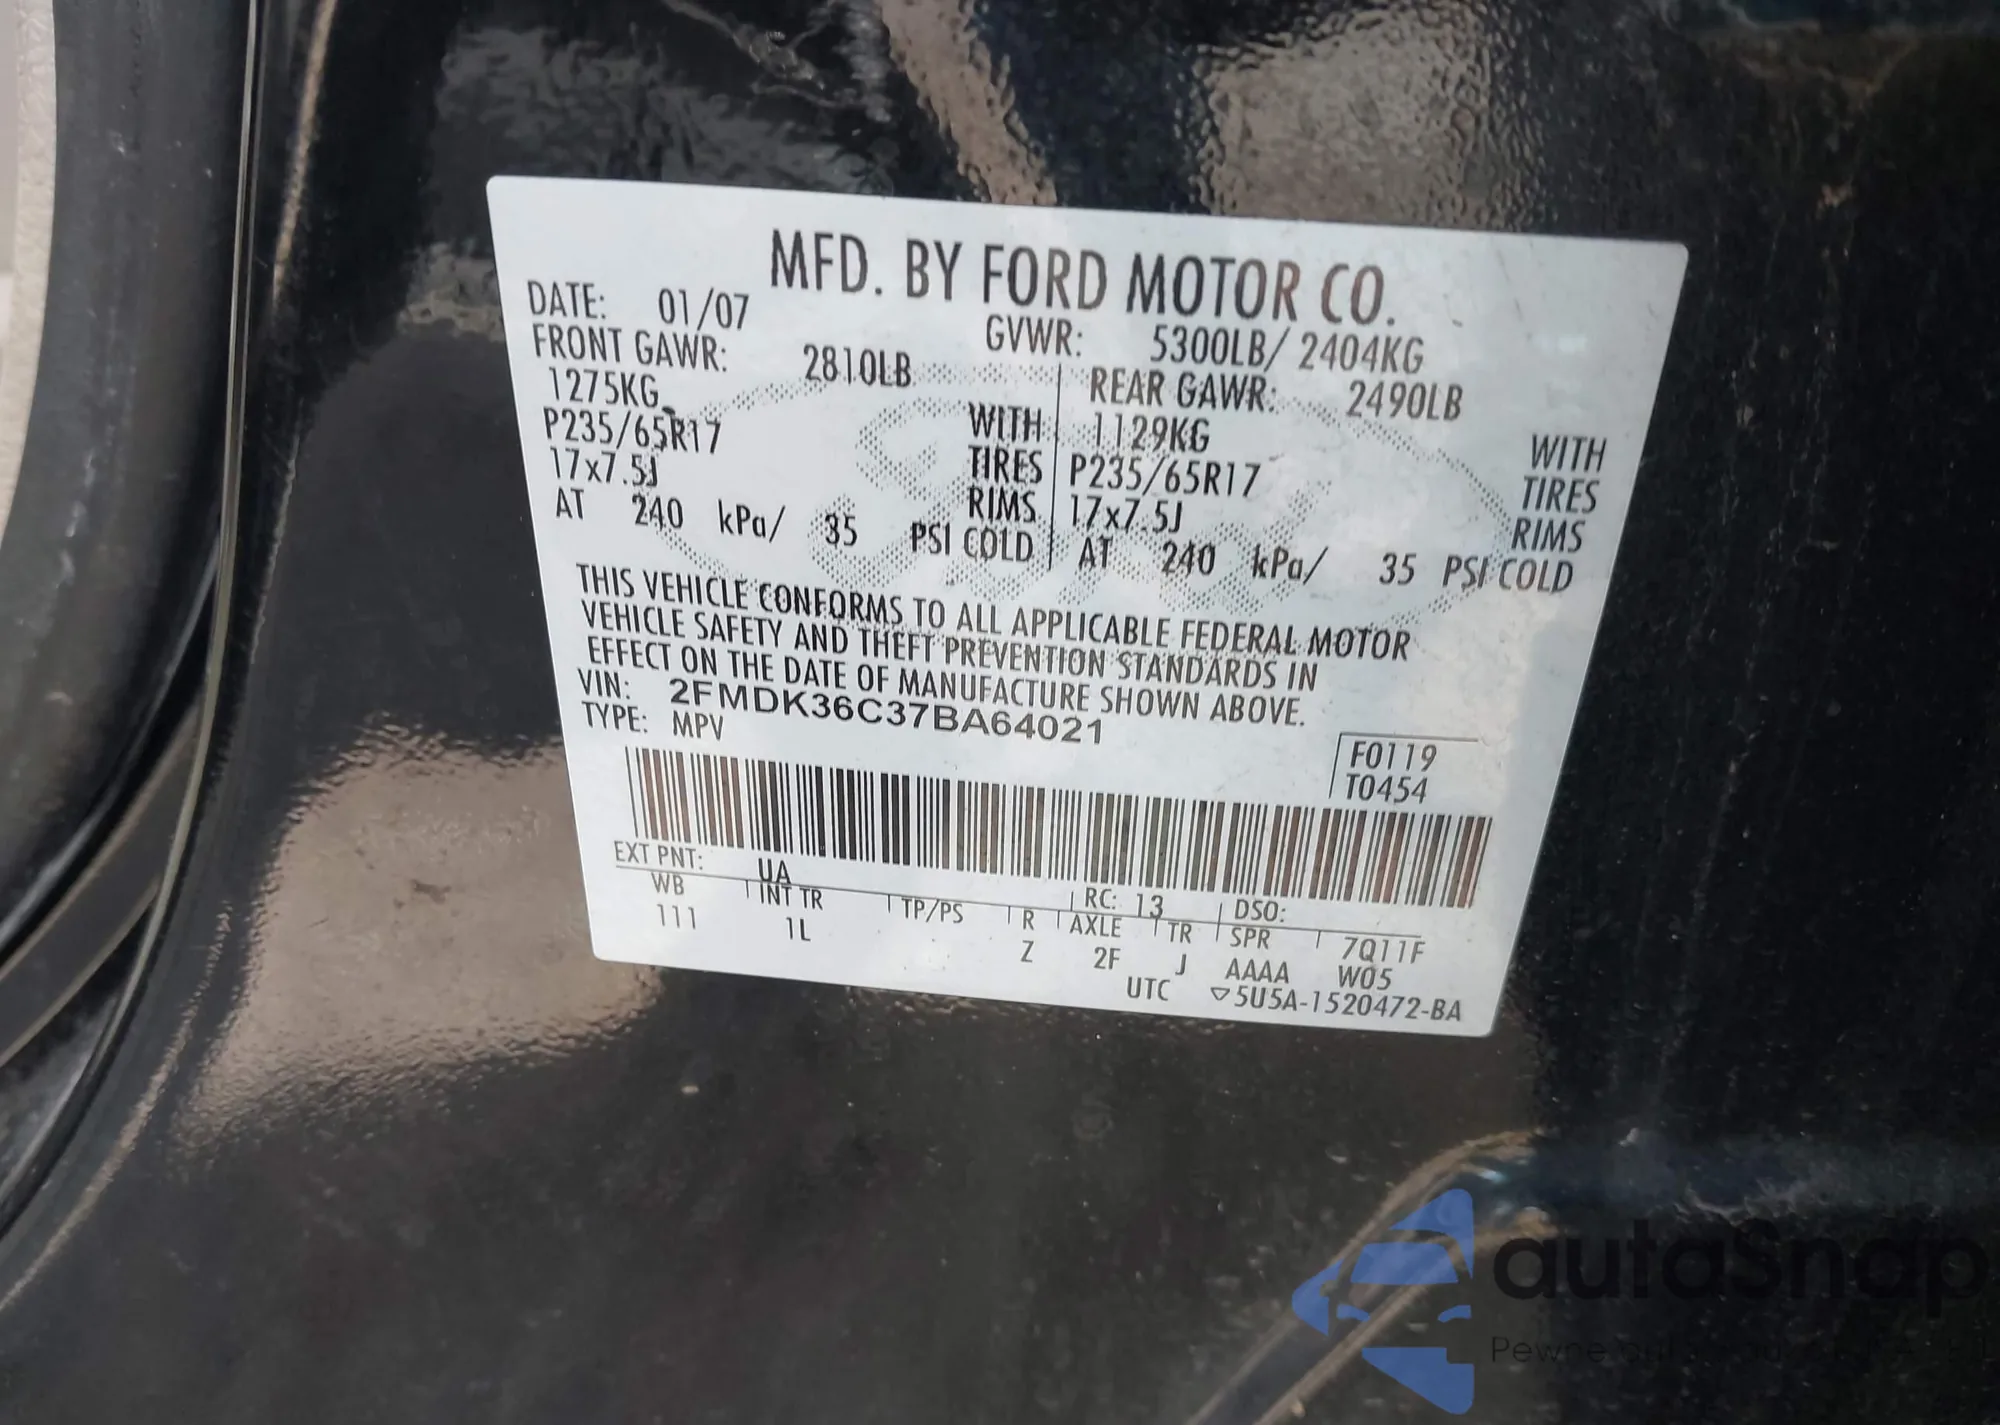 MFD. BY FORD MOTOR CO.
DATE: 01/07 GVWR: 5300LB/ 2404KG
FRONT GAWR: 2810LB REAR GAWR: 2490LB
1275KG WITH 1129KG WITH
P235/65R17 TIRES P235/65R17 TIRES
17x7.5J RIMS 17x7.5J RIMS
AT 240 kPa/ 35 PSI COLD AT 240 kPa/ 35 PSI COLD
THIS VEHICLE CONFORMS TO ALL APPLICABLE FEDERAL MOTOR
VEHICLE SAFETY AND THEFT PREVENTION STANDARDS IN
EFFECT ON THE DATE OF MANUFACTURE SHOWN ABOVE.
VIN: 2FMDK36C37BA64021
TYPE: MPV
F0119
T0454
EXT PNT: UA RC: 13 DSO:
WB INT TR TP/PS R AXLE TR SPR 7Q11F
111 1L Z 2F J AAAA W05
UTC ▽5U5A-1520472-BA
autaSnap
Pewne